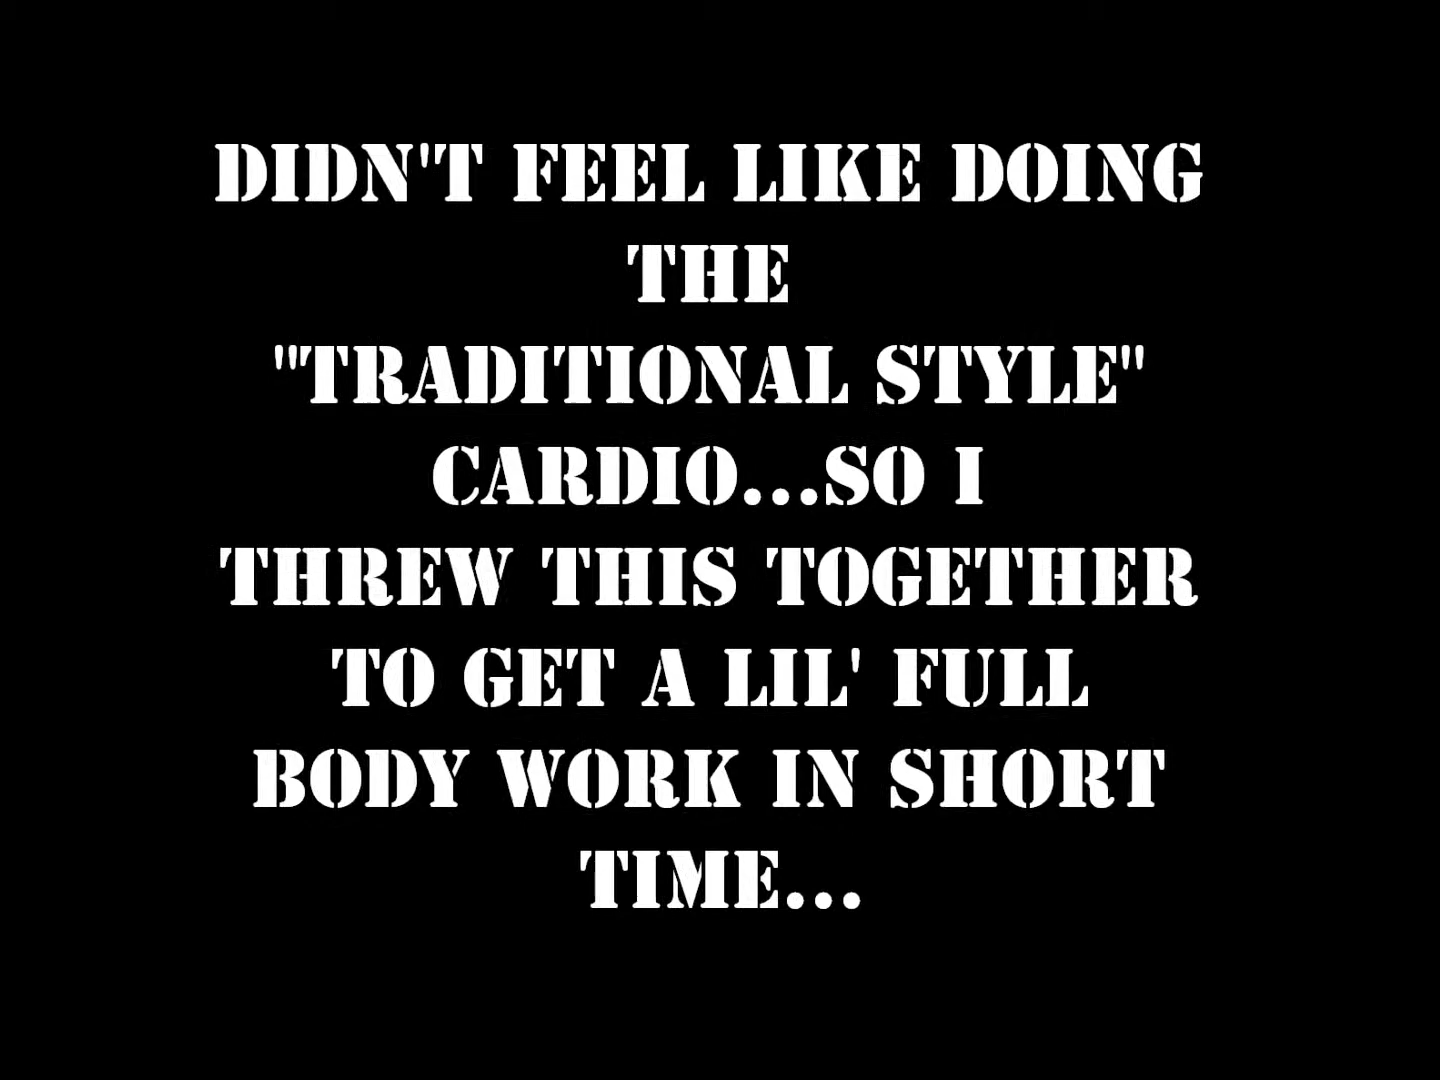 DIDN'T FEEL LIKE DOING
THE
"TRADITIONAL STYLE"
CARDIO...SO I
THREW THIS TOGETHER
TO GET A LIL' FULL
BODY WORK IN SHORT
TIME...